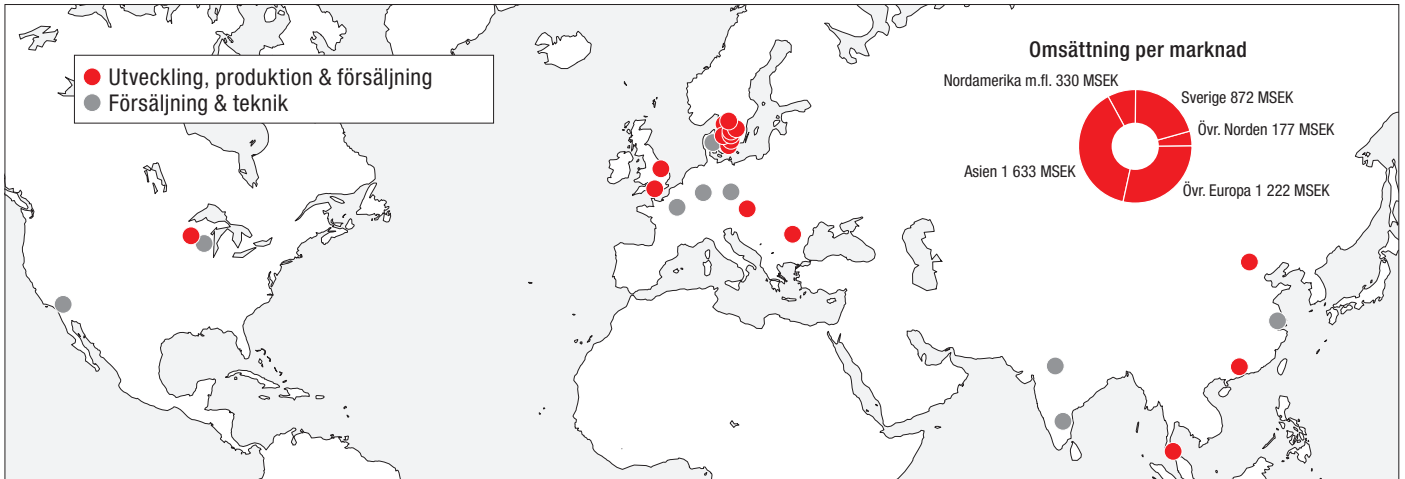 Utveckling, produktion & försäljning
Försäljning & teknik
Omsättning per marknad
Nordamerika m.fl. 330 MSEK
Sverige 872 MSEK
Övr. Norden 177 MSEK
Asien 1 633 MSEK
Övr. Europa 1 222 MSEK